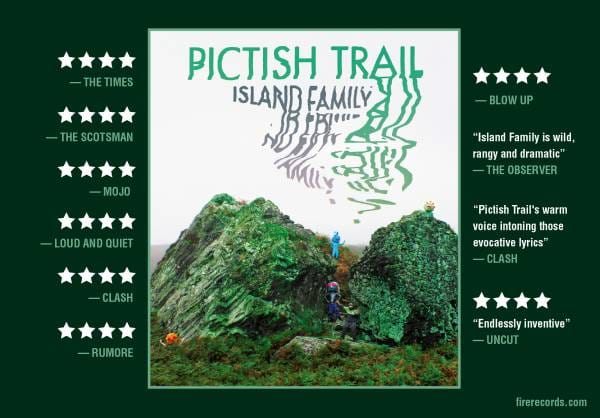 PICTISH TRAIL
ISLAND FAMILY
— THE TIMES
— THE SCOTSMAN
— MOJO
— LOUD AND QUIET
— CLASH
— RUMORE
— BLOW UP
“Island Family is wild,
rangy and dramatic”
— THE OBSERVER
“Pictish Trail's warm
voice intoning those
evocative lyrics”
— CLASH
“Endlessly inventive”
— UNCUT
firerecords.com